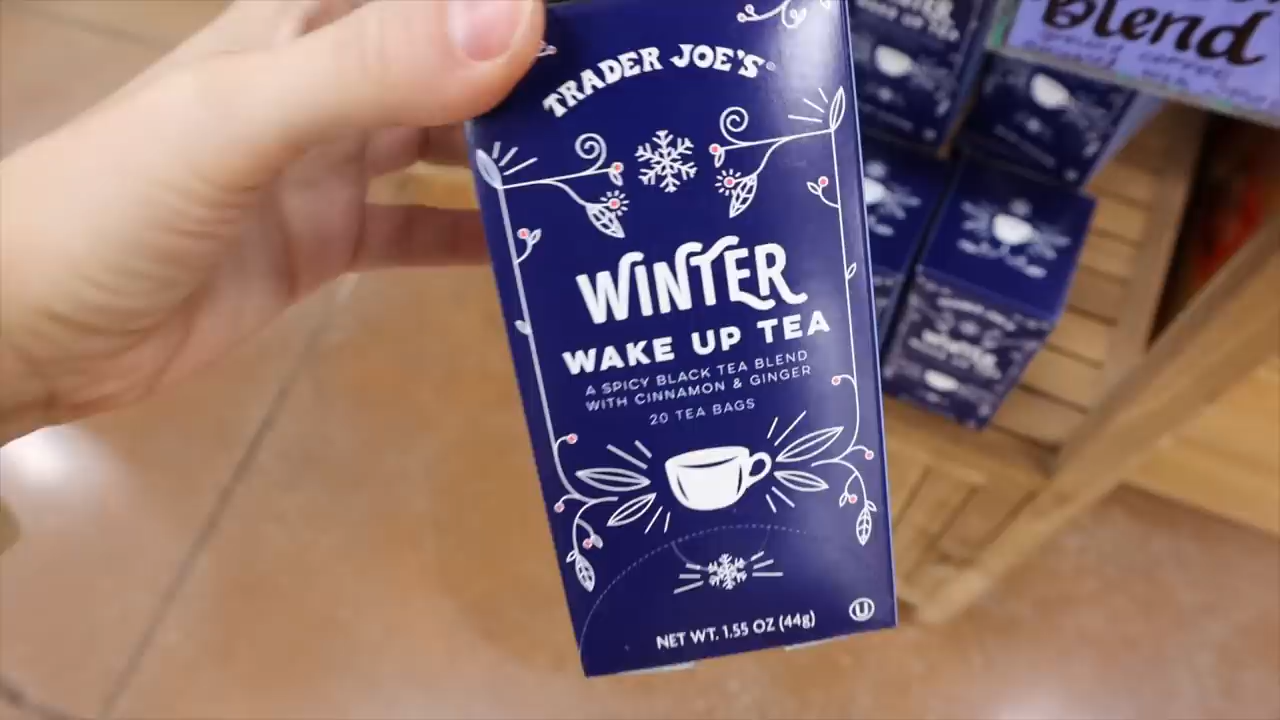 TRADER JOE'S
WINTER
WAKE UP TEA
A SPICY BLACK TEA BLEND
WITH CINNAMON & GINGER
20 TEA BAGS
NET WT. 1.55 OZ (44g)
U
Blend
WINTER